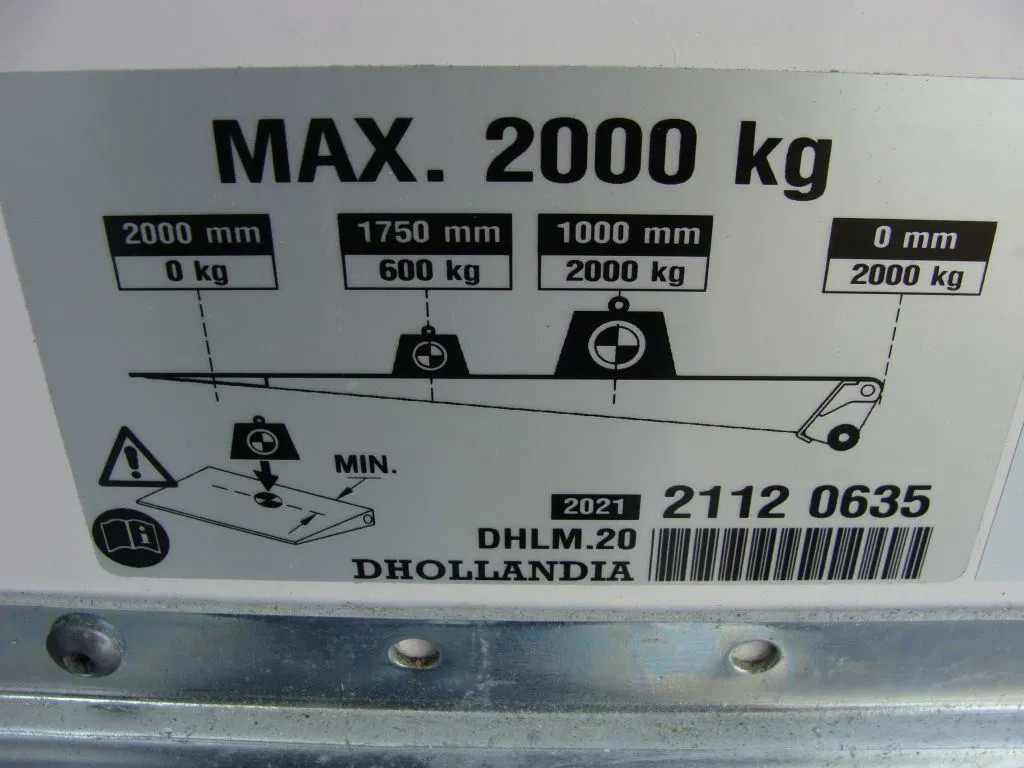 MAX. 2000 kg
2000 mm 1750 mm 1000 mm 0 mm
0 kg 600 kg 2000 kg 2000 kg
MIN.
2021 2112 0635
DHLM.20
DHOLLANDIA